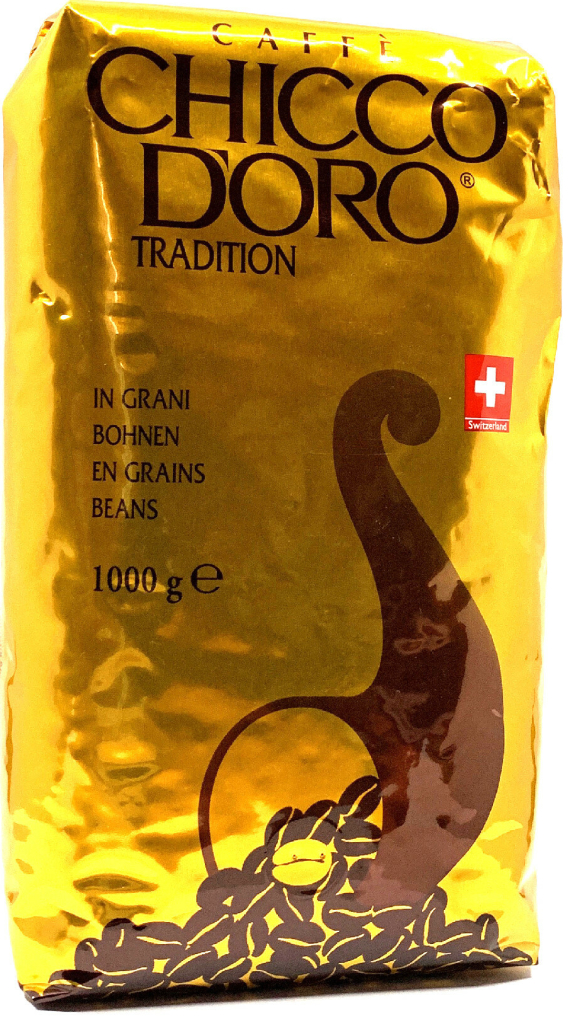 CAFFÈ
CHICCO
D'ORO®
TRADITION
Switzerland
IN GRANI
BOHNEN
EN GRAINS
BEANS
1000 g ℮